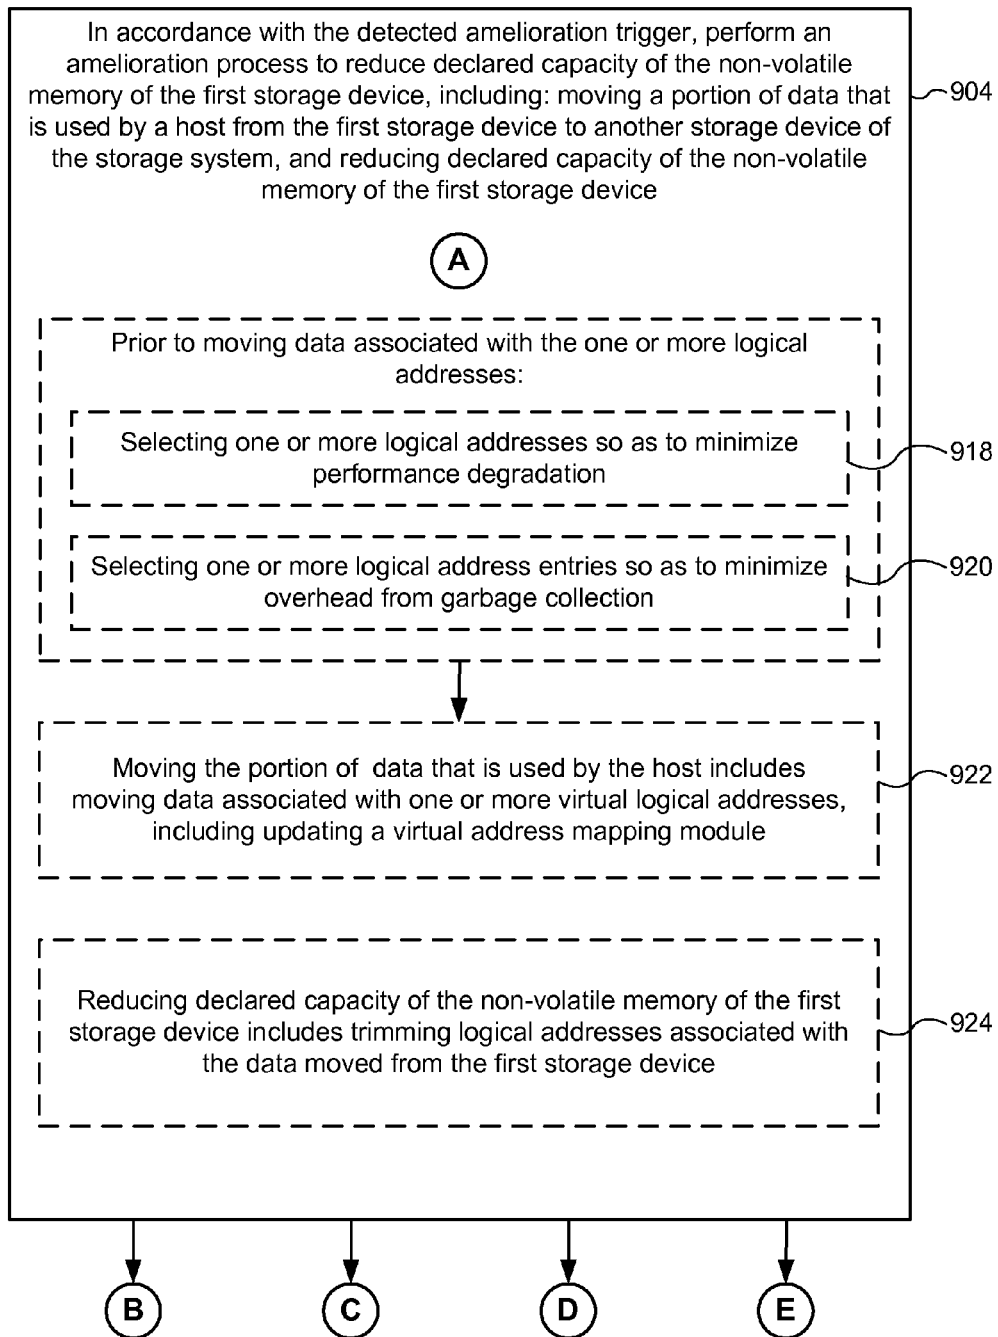 In accordance with the detected amelioration trigger, perform an
amelioration process to reduce declared capacity of the non-volatile
memory of the first storage device, including: moving a portion of data that
is used by a host from the first storage device to another storage device of
the storage system, and reducing declared capacity of the non-volatile
memory of the first storage device
904
A
Prior to moving data associated with the one or more logical
addresses:
Selecting one or more logical addresses so as to minimize
performance degradation
918
Selecting one or more logical address entries so as to minimize
overhead from garbage collection
920
Moving the portion of data that is used by the host includes
moving data associated with one or more virtual logical addresses,
including updating a virtual address mapping module
922
Reducing declared capacity of the non-volatile memory of the first
storage device includes trimming logical addresses associated with
the data moved from the first storage device
924
B C D E